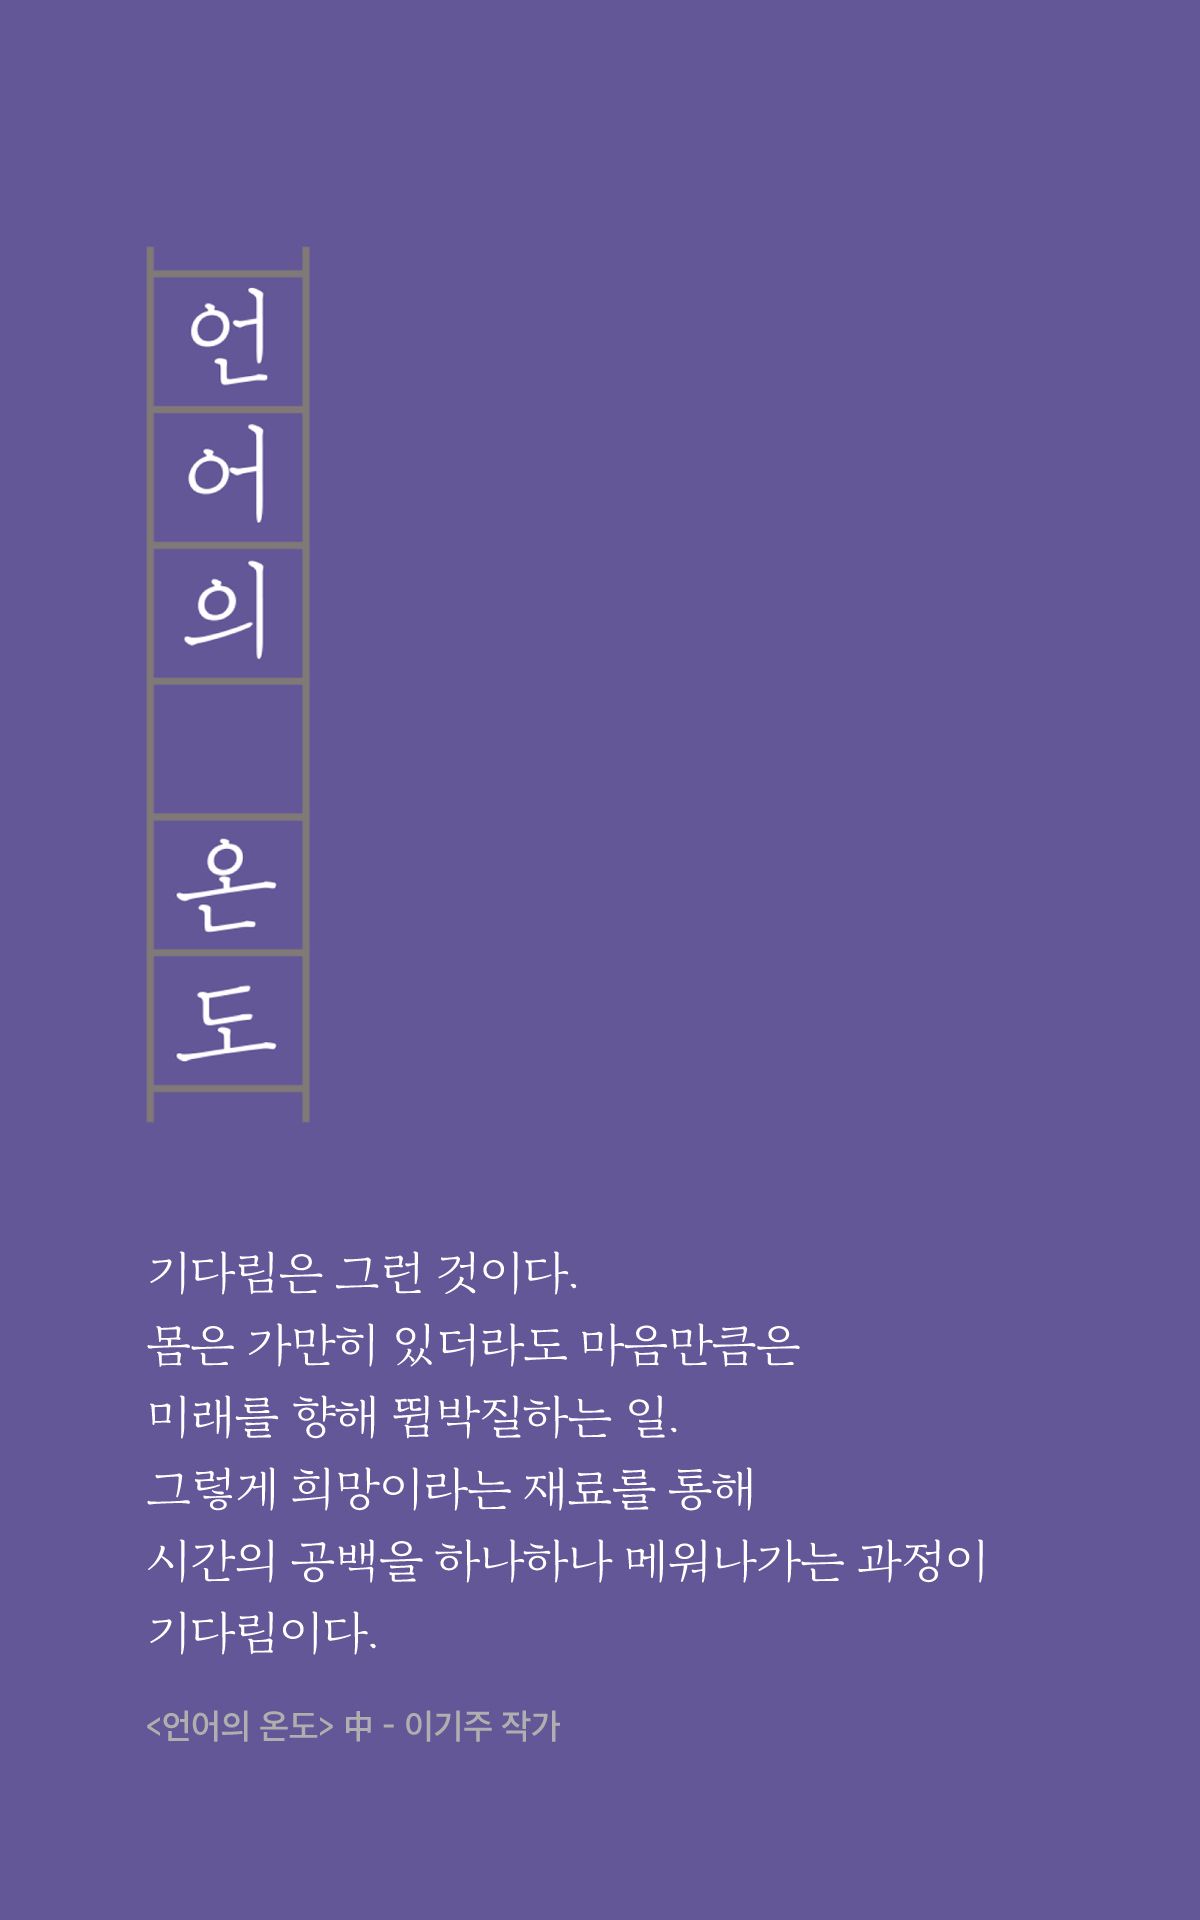 언어의 온도
기다림은 그런 것이다.
몸은 가만히 있더라도 마음만큼은
미래를 향해 뜀박질하는 일.
그렇게 희망이라는 재료를 통해
시간의 공백을 하나하나 메워나가는 과정이
기다림이다.
<언어의 온도> 中 - 이기주 작가